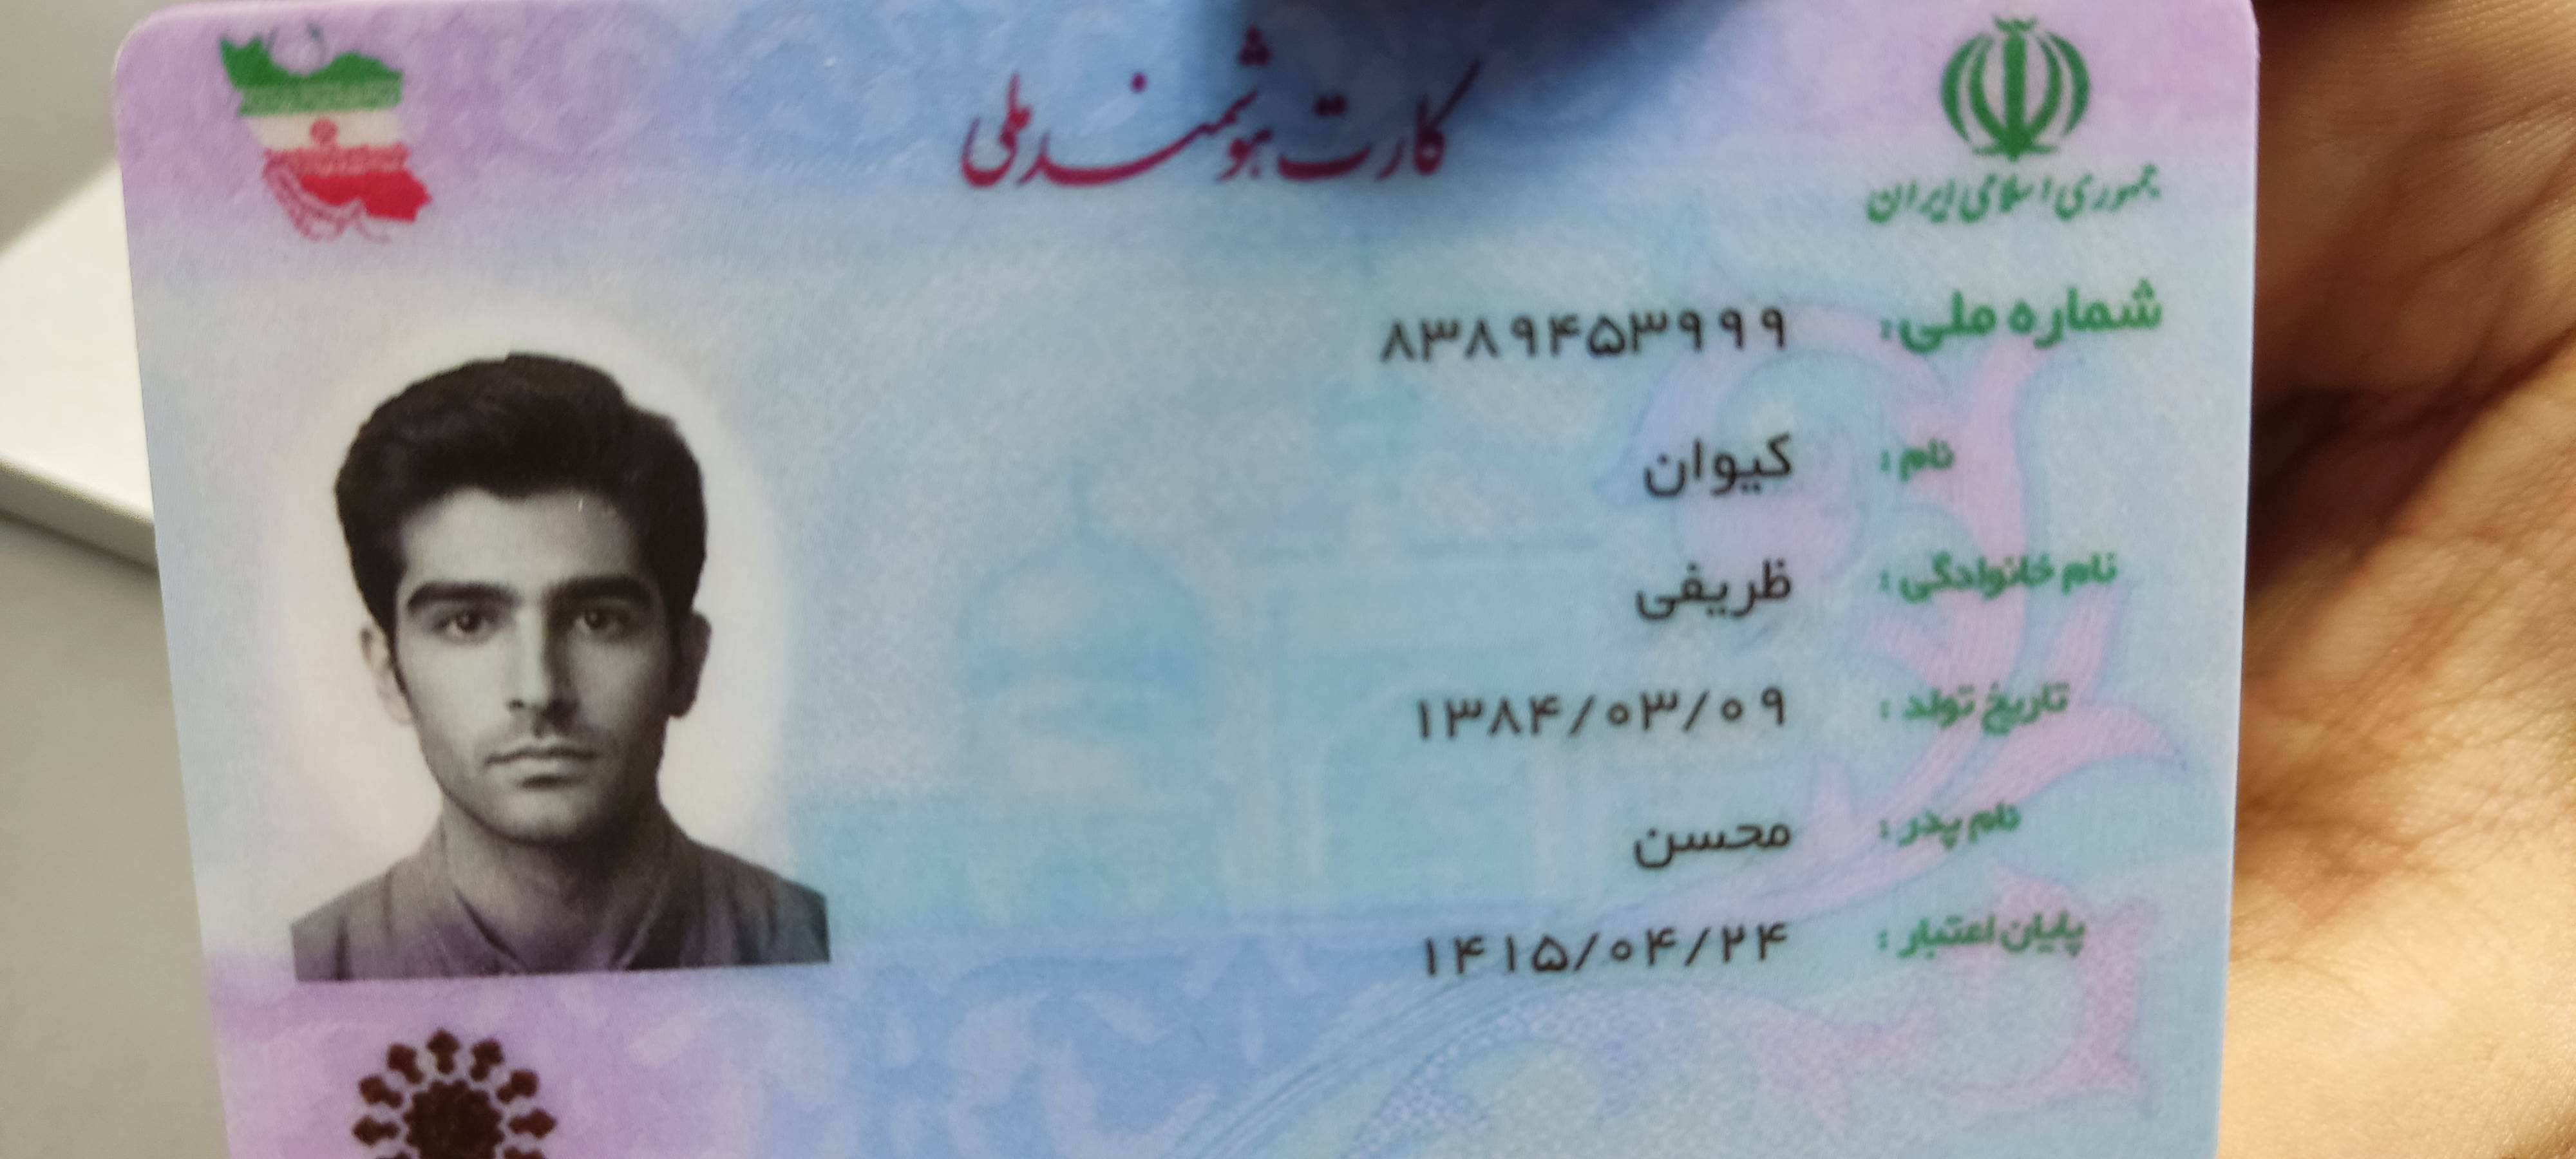 کارت هوشمند ملی
جمهوری اسلامی ایران
شماره ملی: ۸۳۸۹۴۵۳۹۹۹
نام: کیوان
نام خانوادگی: ظریفی
تاریخ تولد: ۱۳۸۴/۰۳/۰۹
نام پدر: محسن
پایان اعتبار: ۱۴۱۵/۰۴/۲۴